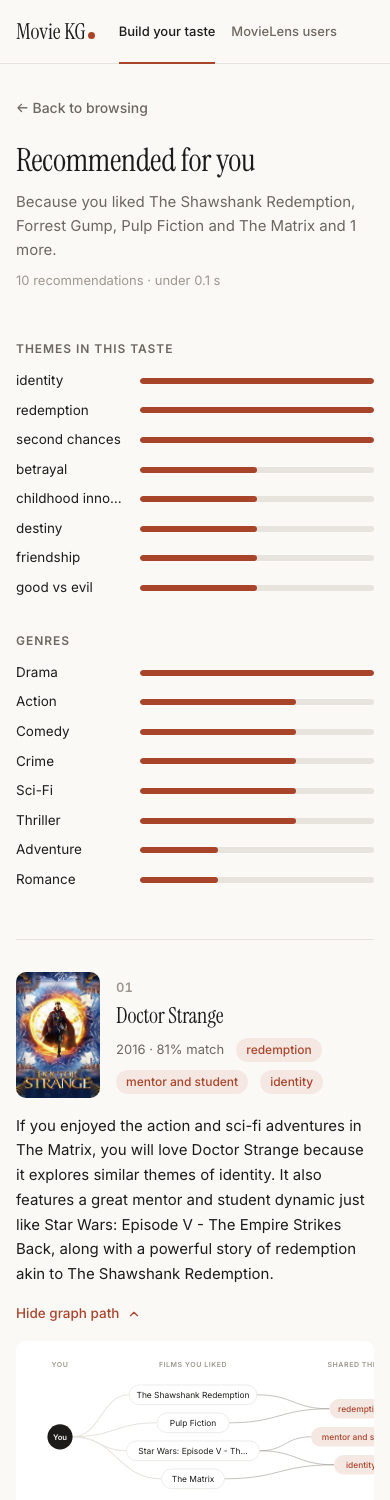 Movie KG
Build your taste
MovieLens users
← Back to browsing
Recommended for you
Because you liked The Shawshank Redemption,
Forrest Gump, Pulp Fiction and The Matrix and 1
more.
10 recommendations · under 0.1 s
THEMES IN THIS TASTE
identity
redemption
second chances
betrayal
childhood inno...
destiny
friendship
good vs evil
GENRES
Drama
Action
Comedy
Crime
Sci-Fi
Thriller
Adventure
Romance
DOCTOR
STRANGE
01
Doctor Strange
2016 · 81% match redemption
mentor and student identity
If you enjoyed the action and sci-fi adventures in
The Matrix, you will love Doctor Strange because
it explores similar themes of identity. It also
features a great mentor and student dynamic just
like Star Wars: Episode V - The Empire Strikes
Back, along with a powerful story of redemption
akin to The Shawshank Redemption.
Hide graph path
YOU FILMS YOU LIKED SHARED THE
The Shawshank Redemption
redempti
Pulp Fiction
You
mentor and s
Star Wars: Episode V - Th...
identity
The Matrix